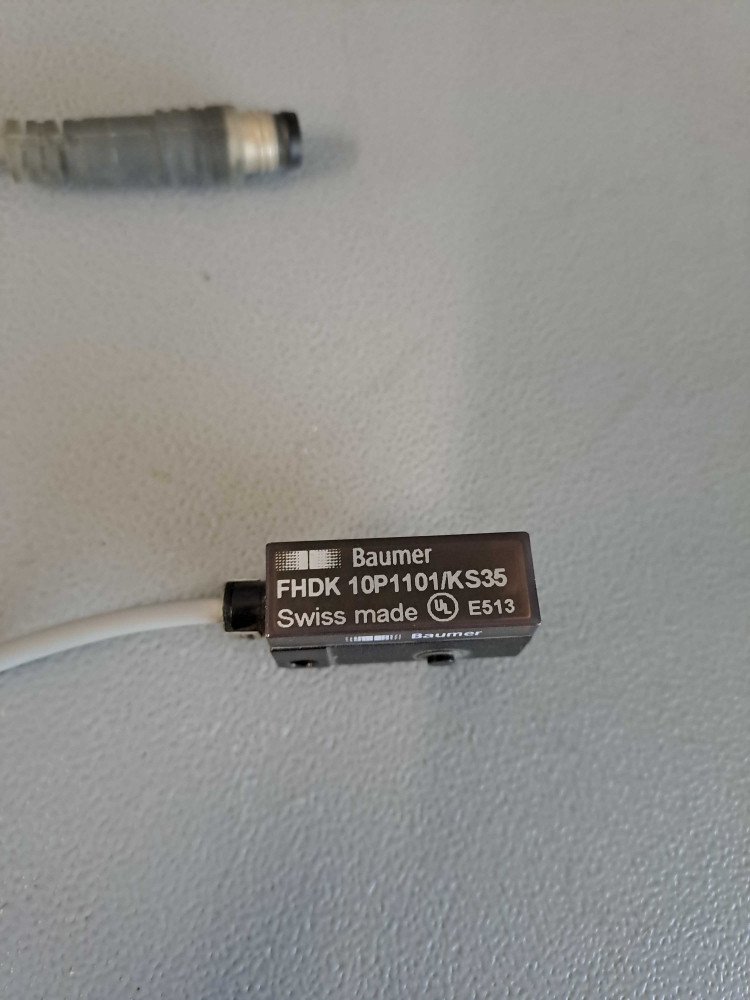 Baumer
FHDK 10P1101/KS35
Swiss made UL E513
Baumer